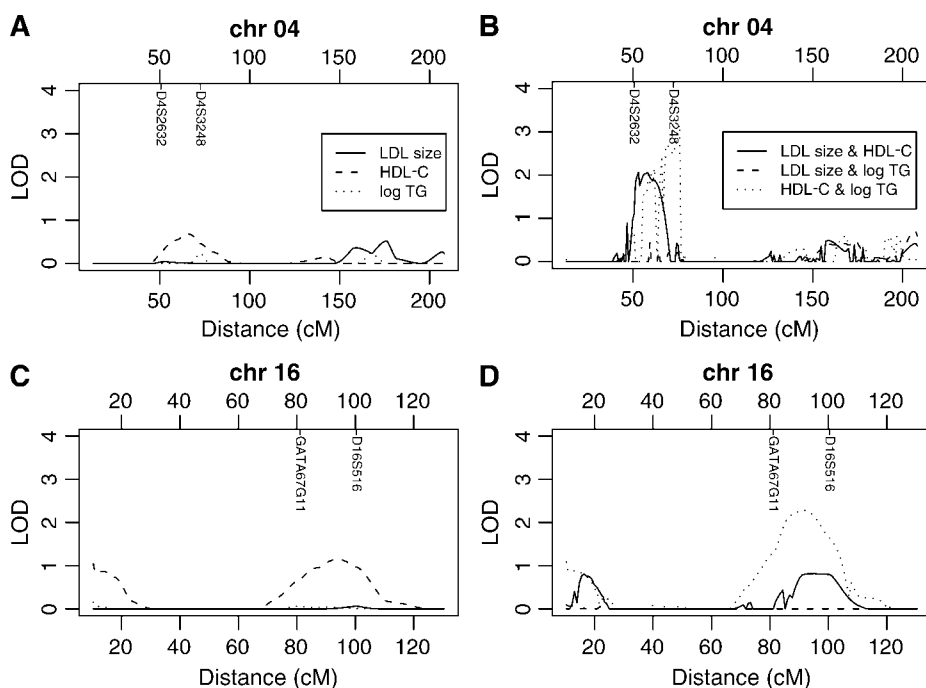 A
chr 04
50 100 150 200
D4S2632
D4S3248
LOD
0 1 2 3 4
LDL size
HDL-C
log TG
50 100 150 200
Distance (cM)
B
chr 04
50 100 150 200
D4S2632
D4S3248
LOD
0 1 2 3 4
LDL size & HDL-C
LDL size & log TG
HDL-C & log TG
50 100 150 200
Distance (cM)
C
chr 16
20 40 60 80 100 120
GATA67G11
D16S516
LOD
0 1 2 3 4
20 40 60 80 100 120
Distance (cM)
D
chr 16
20 40 60 80 100 120
GATA67G11
D16S516
LOD
0 1 2 3 4
20 40 60 80 100 120
Distance (cM)